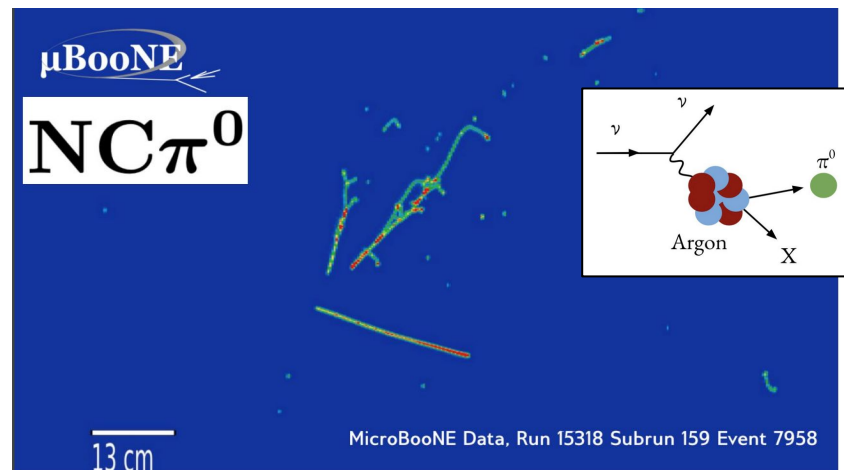 μBooNE
NCπ⁰
ν
ν
π⁰
Argon
X
13 cm
MicroBooNE Data, Run 15318 Subrun 159 Event 7958